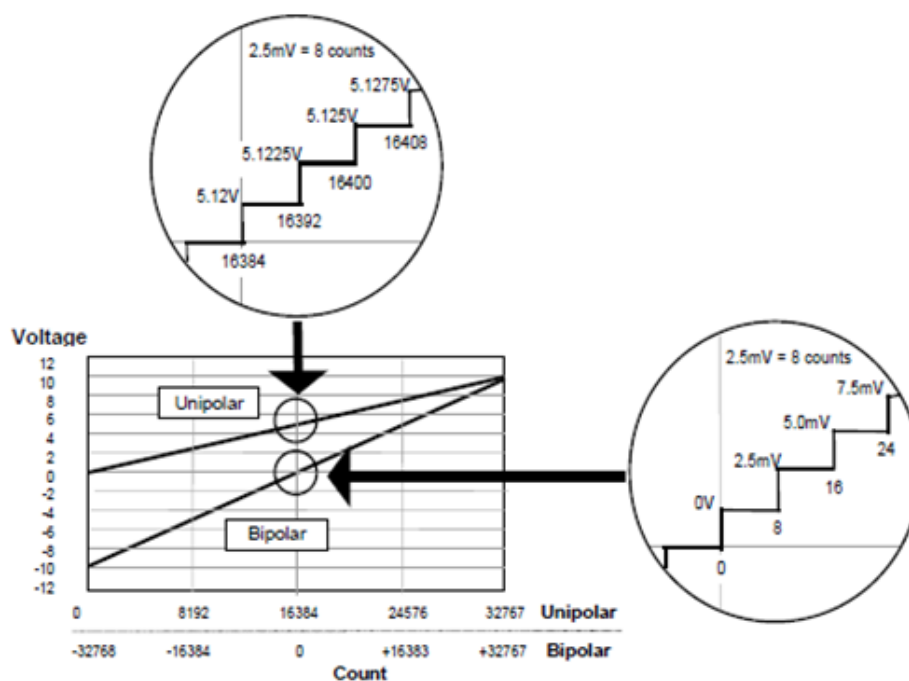 2.5mV = 8 counts
5.1275V
5.125V
16408
5.1225V
16400
5.12V
16392
16384
Voltage
12
10
8
6
4
2
0
-2
-4
-6
-8
-10
-12
Unipolar
Bipolar
2.5mV = 8 counts
7.5mV
5.0mV
24
2.5mV
16
0V
8
0
0 8192 16384 24576 32767 Unipolar
-32768 -16384 0 +16383 +32767 Bipolar
Count